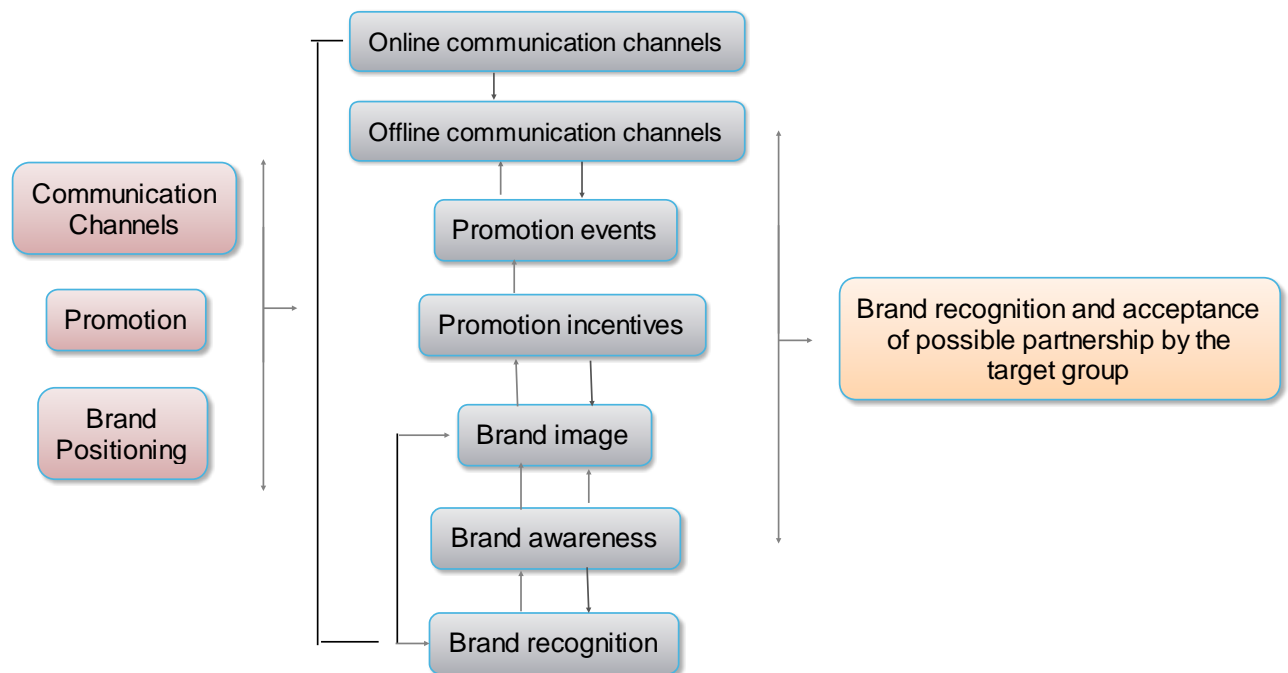 Communication
Channels
Promotion
Brand
Positioning
Online communication channels
Offline communication channels
Promotion events
Promotion incentives
Brand image
Brand awareness
Brand recognition
Brand recognition and acceptance
of possible partnership by the
target group